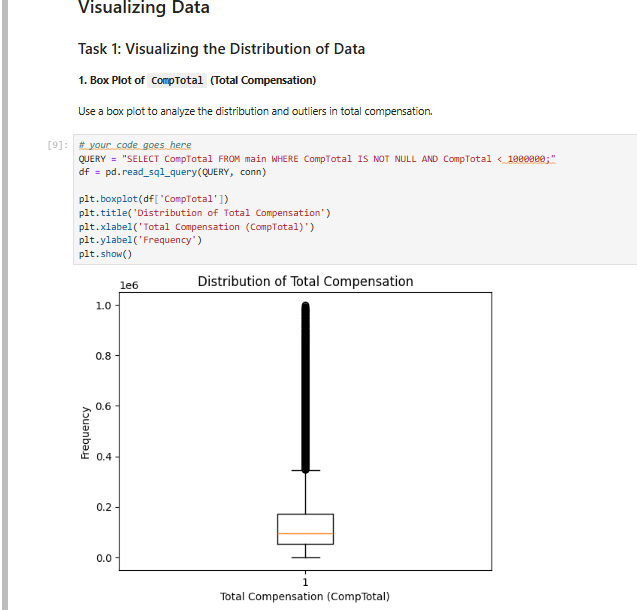 Visualizing Data
Task 1: Visualizing the Distribution of Data
1. Box Plot of CompTotal (Total Compensation)
Use a box plot to analyze the distribution and outliers in total compensation.
[9]: # your code goes here
QUERY = "SELECT CompTotal FROM main WHERE CompTotal IS NOT NULL AND CompTotal < 1000000;"
df = pd.read_sql_query(QUERY, conn)
plt.boxplot(df['CompTotal'])
plt.title('Distribution of Total Compensation')
plt.xlabel('Total Compensation (CompTotal)')
plt.ylabel('Frequency')
plt.show()
Distribution of Total Compensation
1e6
1.0
0.8
0.6
0.4
0.2
0.0
Frequency
1
Total Compensation (CompTotal)